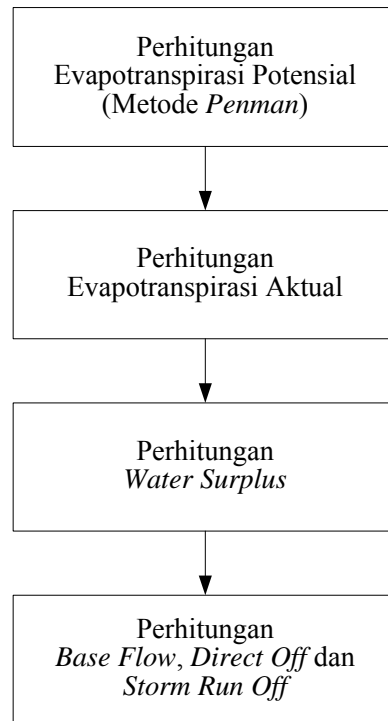 Perhitungan
Evapotranspirasi Potensial
(Metode Penman)
Perhitungan
Evapotranspirasi Aktual
Perhitungan
Water Surplus
Perhitungan
Base Flow, Direct Off dan
Storm Run Off